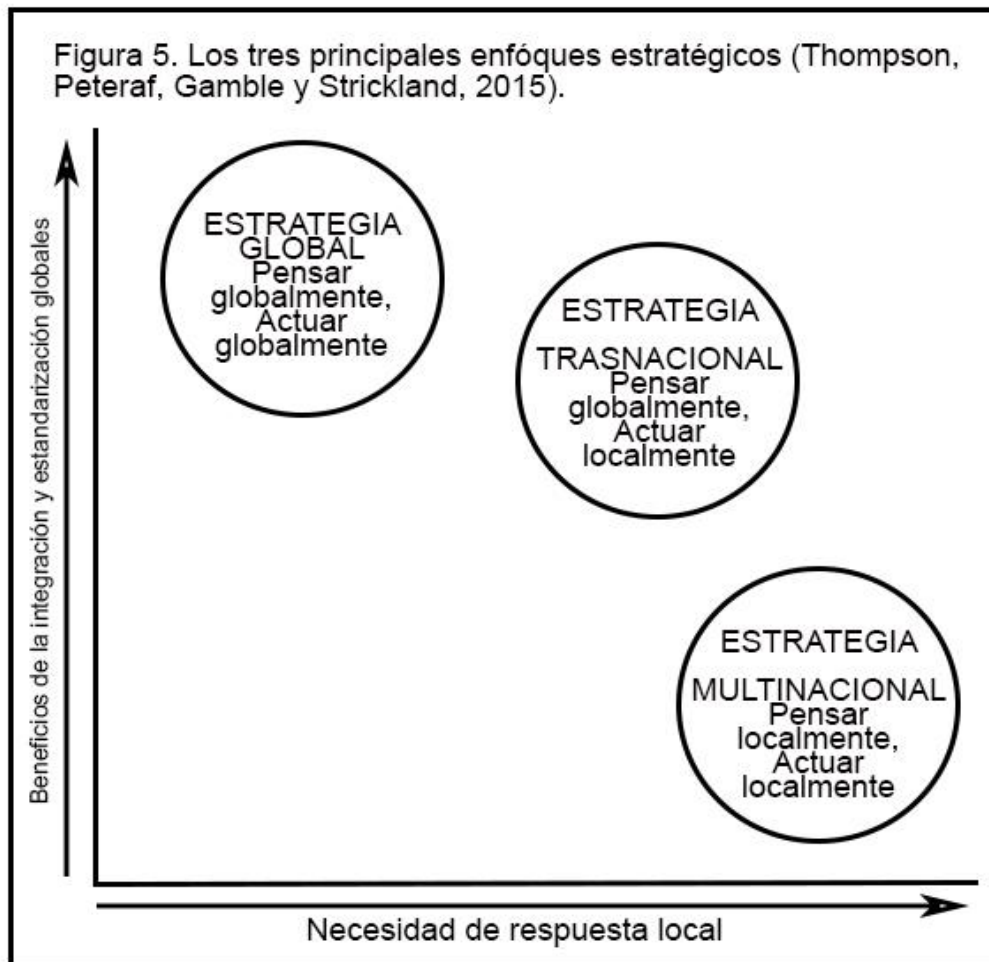 Figura 5. Los tres principales enfóques estratégicos (Thompson,
Peteraf, Gamble y Strickland, 2015).
Beneficios de la integración y estandarización globales
ESTRATEGIA
GLOBAL
Pensar
globalmente,
Actuar
globalmente
ESTRATEGIA
TRASNACIONAL
Pensar
globalmente,
Actuar
localmente
ESTRATEGIA
MULTINACIONAL
Pensar
localmente,
Actuar
localmente
Necesidad de respuesta local